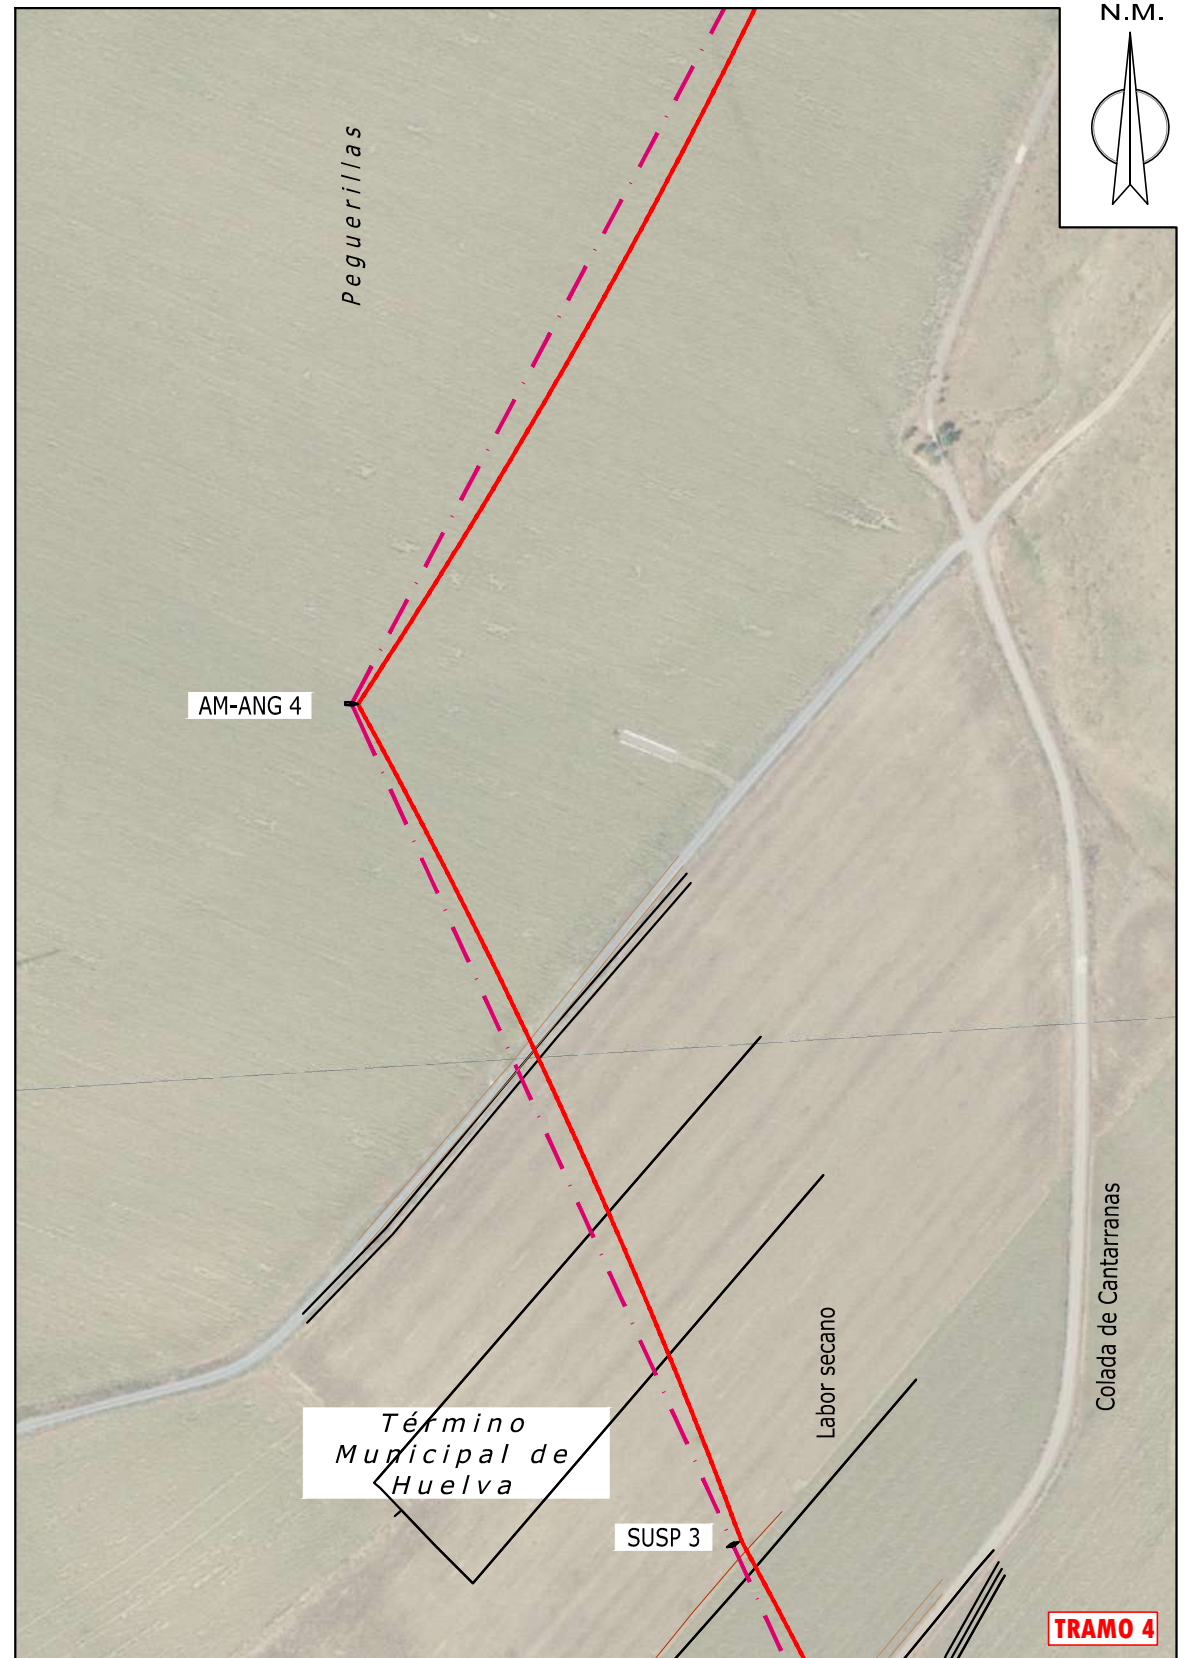 N.M.
Peguerillas
AM-ANG 4
Colada de Cantarranas
Labor secano
Término
Municipal de
Huelva
SUSP 3
TRAMO 4